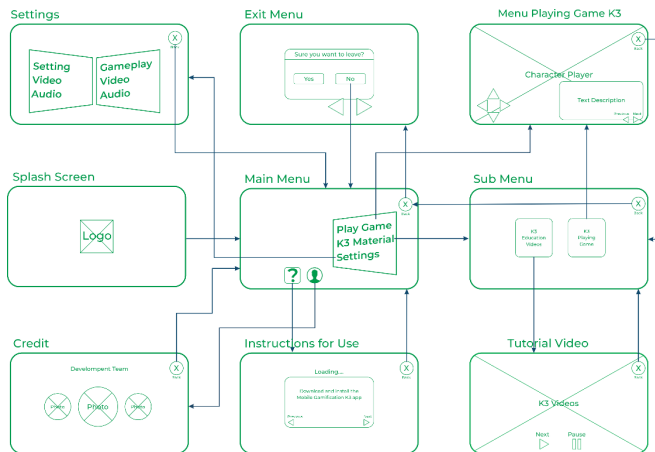 Settings
X
Back
Setting
Video
Audio
Gameplay
Video
Audio
Exit Menu
Sure you want to leave?
Yes
No
Menu Playing Game K3
X
Back
Character Player
Text Description
Previous
Next
Splash Screen
Logo
Main Menu
X
Back
Play Game
K3 Material
Settings
?
Sub Menu
X
Back
K3
Education
Videos
K3
Playing
Game
Credit
X
Back
Develompent Team
Photo
Photo
Photo
Instructions for Use
X
Back
Loading...
Download and Install the
Mobile Gamification K3 app
Previous
Next
Tutorial Video
X
Back
K3 Videos
Next
Pause